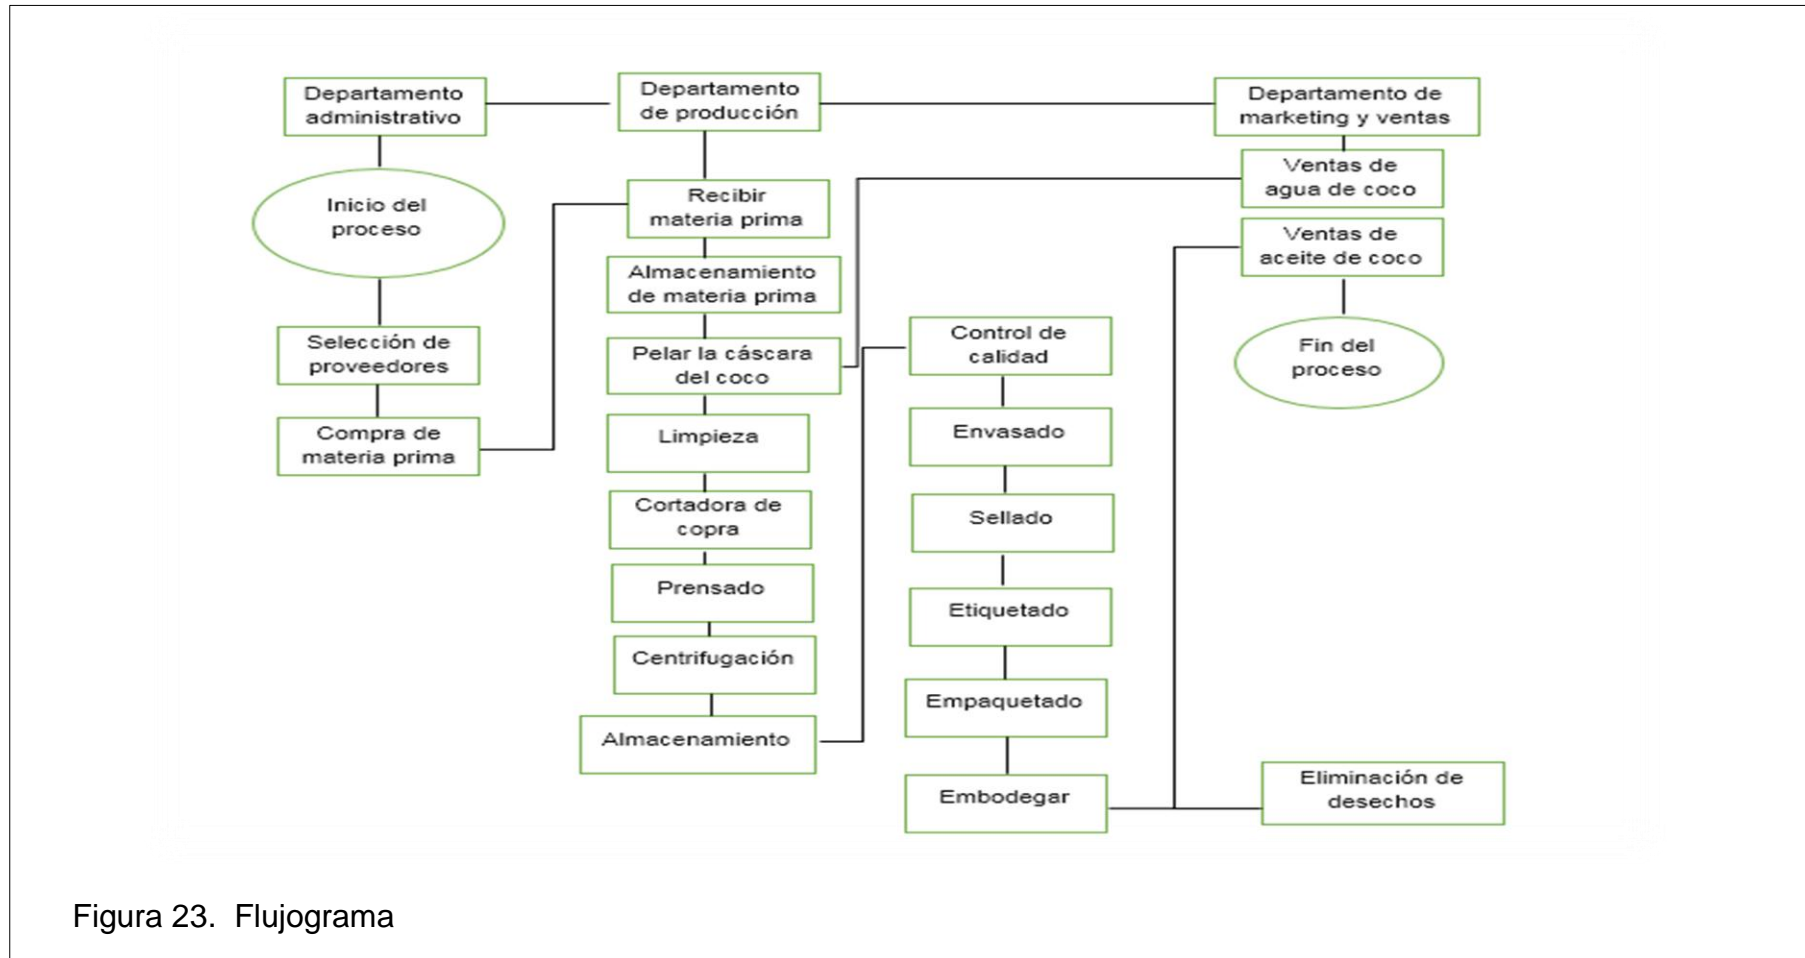 Departamento
administrativo
Inicio del
proceso
Selección de
proveedores
Compra de
materia prima
Departamento
de producción
Recibir
materia prima
Almacenamiento
de materia prima
Pelar la cáscara
del coco
Limpieza
Cortadora de
copra
Prensado
Centrifugación
Almacenamiento
Control de
calidad
Envasado
Sellado
Etiquetado
Empaquetado
Embodegar
Departamento de
marketing y ventas
Ventas de
agua de coco
Ventas de
aceite de coco
Fin del
proceso
Eliminación de
desechos
Figura 23. Flujograma